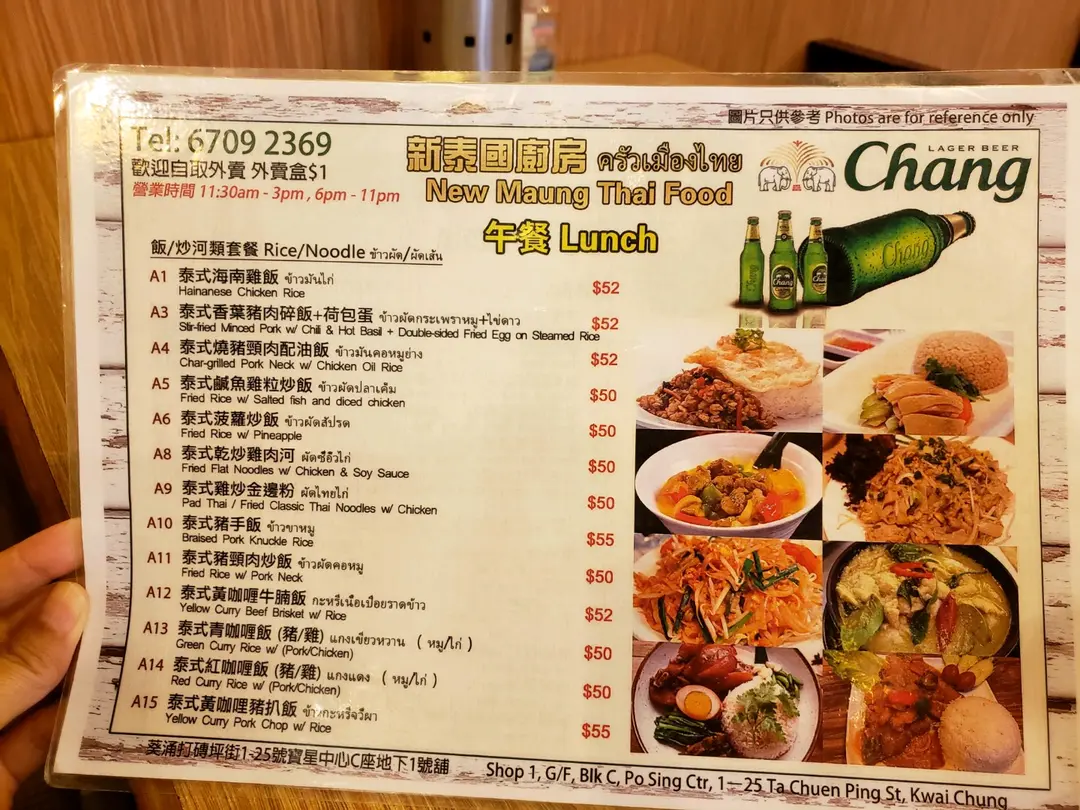 圖片只供參考 Photos are for reference only
Tel: 6709 2369
歡迎自取外賣 外賣盒$1
營業時間 11:30am - 3pm , 6pm - 11pm
新泰國廚房 ครัวเมืองไทย
New Maung Thai Food
LAGER BEER
Chang
午餐 Lunch
飯/炒河類套餐 Rice/Noodle ข้าวผัด/ผัดเส้น
A1 泰式海南雞飯 ข้าวมันไก่ $52
Hainanese Chicken Rice
A3 泰式香葉豬肉碎飯+荷包蛋 ข้าวผัดกระเพราหมู+ไข่ดาว $52
Stir-fried Minced Pork w/ Chili & Hot Basil + Double-sided Fried Egg on Steamed Rice
A4 泰式燒豬頸肉配油飯 ข้าวมันคอหมูย่าง $52
Char-grilled Pork Neck w/ Chicken Oil Rice
A5 泰式鹹魚雞粒炒飯 ข้าวผัดปลาเค็ม $50
Fried Rice w/ Salted fish and diced chicken
A6 泰式菠蘿炒飯 ข้าวผัดสัปรด $50
Fried Rice w/ Pineapple
A8 泰式乾炒雞肉河 ผัดซีอิ๊วไก่ $50
Fried Flat Noodles w/ Chicken & Soy Sauce
A9 泰式雞炒金邊粉 ผัดไทยไก่ $50
Pad Thai / Fried Classic Thai Noodles w/ Chicken
A10 泰式豬手飯 ข้าวขาหมู $55
Braised Pork Knuckle Rice
A11 泰式豬頸肉炒飯 ข้าวผัดคอหมู $50
Fried Rice w/ Pork Neck
A12 泰式黃咖喱牛腩飯 กะหรี่เนื้อเปื่อยราดข้าว $52
Yellow Curry Beef Brisket w/ Rice
A13 泰式青咖喱飯 (豬/雞) แกงเขียวหวาน ( หมู/ไก่ ) $50
Green Curry Rice w/ (Pork/Chicken)
A14 泰式紅咖喱飯 (豬/雞) แกงแดง ( หมู/ไก่ ) $50
Red Curry Rice w/ (Pork/Chicken)
A15 泰式黃咖哩豬扒飯 $55
Yellow Curry Pork Chop w/ Rice
葵涌打磚坪街1-25號寶星中心C座地下1號舖
Shop 1, G/F, Blk C, Po Sing Ctr, 1—25 Ta Chuen Ping St, Kwai Chung